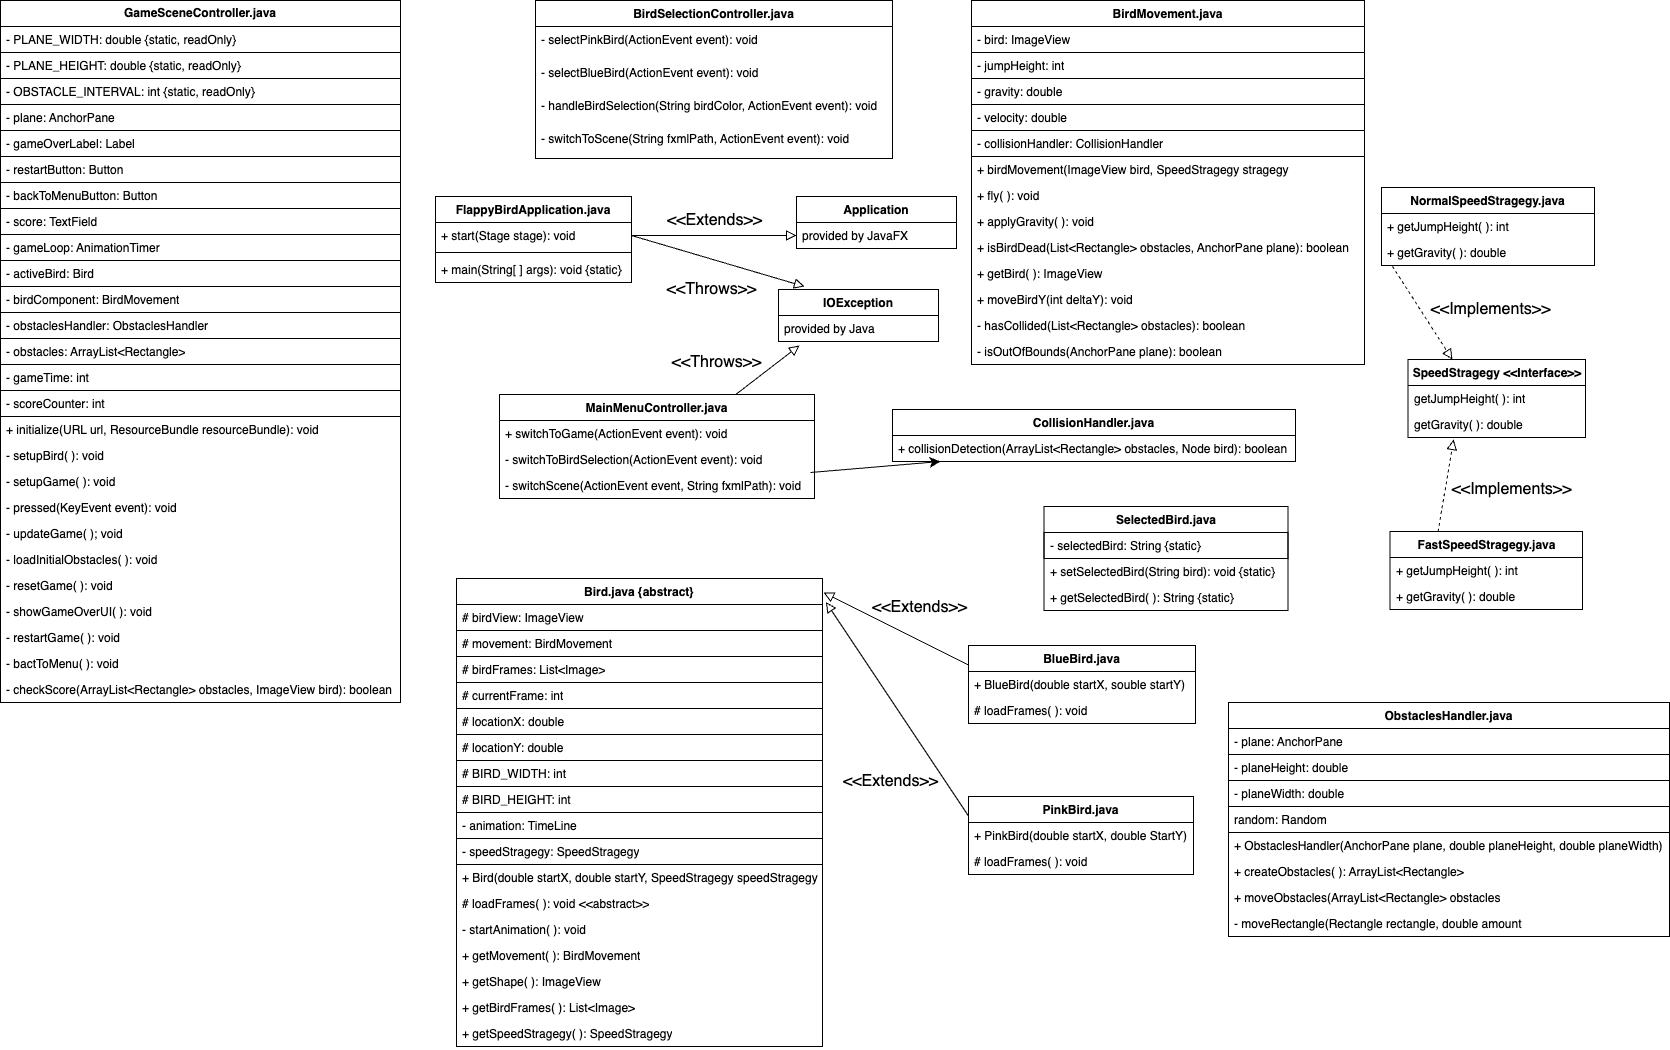 GameSceneController.java
- PLANE_WIDTH: double {static, readOnly}
- PLANE_HEIGHT: double {static, readOnly}
- OBSTACLE_INTERVAL: int {static, readOnly}
- plane: AnchorPane
- gameOverLabel: Label
- restartButton: Button
- backToMenuButton: Button
- score: TextField
- gameLoop: AnimationTimer
- activeBird: Bird
- birdComponent: BirdMovement
- obstaclesHandler: ObstaclesHandler
- obstacles: ArrayList<Rectangle>
- gameTime: int
- scoreCounter: int
+ initialize(URL url, ResourceBundle resourceBundle): void
- setupBird( ): void
- setupGame( ): void
- pressed(KeyEvent event): void
- updateGame( ); void
- loadInitialObstacles( ): void
- resetGame( ): void
- showGameOverUI( ): void
- restartGame( ): void
- bactToMenu( ): void
- checkScore(ArrayList<Rectangle> obstacles, ImageView bird): boolean
BirdSelectionController.java
- selectPinkBird(ActionEvent event): void
- selectBlueBird(ActionEvent event): void
- handleBirdSelection(String birdColor, ActionEvent event): void
- switchToScene(String fxmlPath, ActionEvent event): void
BirdMovement.java
- bird: ImageView
- jumpHeight: int
- gravity: double
- velocity: double
- collisionHandler: CollisionHandler
+ birdMovement(ImageView bird, SpeedStragegy stragegy
+ fly( ): void
+ applyGravity( ): void
+ isBirdDead(List<Rectangle> obstacles, AnchorPane plane): boolean
+ getBird( ): ImageView
+ moveBirdY(int deltaY): void
- hasCollided(List<Rectangle> obstacles): boolean
- isOutOfBounds(AnchorPane plane): boolean
FlappyBirdApplication.java
+ start(Stage stage): void
+ main(String[ ] args): void {static}
<<Extends>>
Application
provided by JavaFX
<<Throws>>
IOException
provided by Java
<<Throws>>
MainMenuController.java
+ switchToGame(ActionEvent event): void
- switchToBirdSelection(ActionEvent event): void
- switchScene(ActionEvent event, String fxmlPath): void
CollisionHandler.java
+ collisionDetection(ArrayList<Rectangle> obstacles, Node bird): boolean
NormalSpeedStragegy.java
+ getJumpHeight( ): int
+ getGravity( ): double
<<Implements>>
SpeedStragegy <<Interface>>
getJumpHeight( ): int
getGravity( ): double
<<Implements>>
FastSpeedStragegy.java
+ getJumpHeight( ): int
+ getGravity( ): double
SelectedBird.java
- selectedBird: String {static}
+ setSelectedBird(String bird): void {static}
+ getSelectedBird( ): String {static}
Bird.java {abstract}
# birdView: ImageView
# movement: BirdMovement
# birdFrames: List<Image>
# currentFrame: int
# locationX: double
# locationY: double
# BIRD_WIDTH: int
# BIRD_HEIGHT: int
- animation: TimeLine
- speedStragegy: SpeedStragegy
+ Bird(double startX, double startY, SpeedStragegy speedStragegy
# loadFrames( ): void <<abstract>>
- startAnimation( ): void
+ getMovement( ): BirdMovement
+ getShape( ): ImageView
+ getBirdFrames( ): List<Image>
+ getSpeedStragegy( ): SpeedStragegy
<<Extends>>
BlueBird.java
+ BlueBird(double startX, souble startY)
# loadFrames( ): void
<<Extends>>
PinkBird.java
+ PinkBird(double startX, double StartY)
# loadFrames( ): void
ObstaclesHandler.java
- plane: AnchorPane
- planeHeight: double
- planeWidth: double
random: Random
+ ObstaclesHandler(AnchorPane plane, double planeHeight, double planeWidth)
+ createObstacles( ): ArrayList<Rectangle>
+ moveObstacles(ArrayList<Rectangle> obstacles
- moveRectangle(Rectangle rectangle, double amount